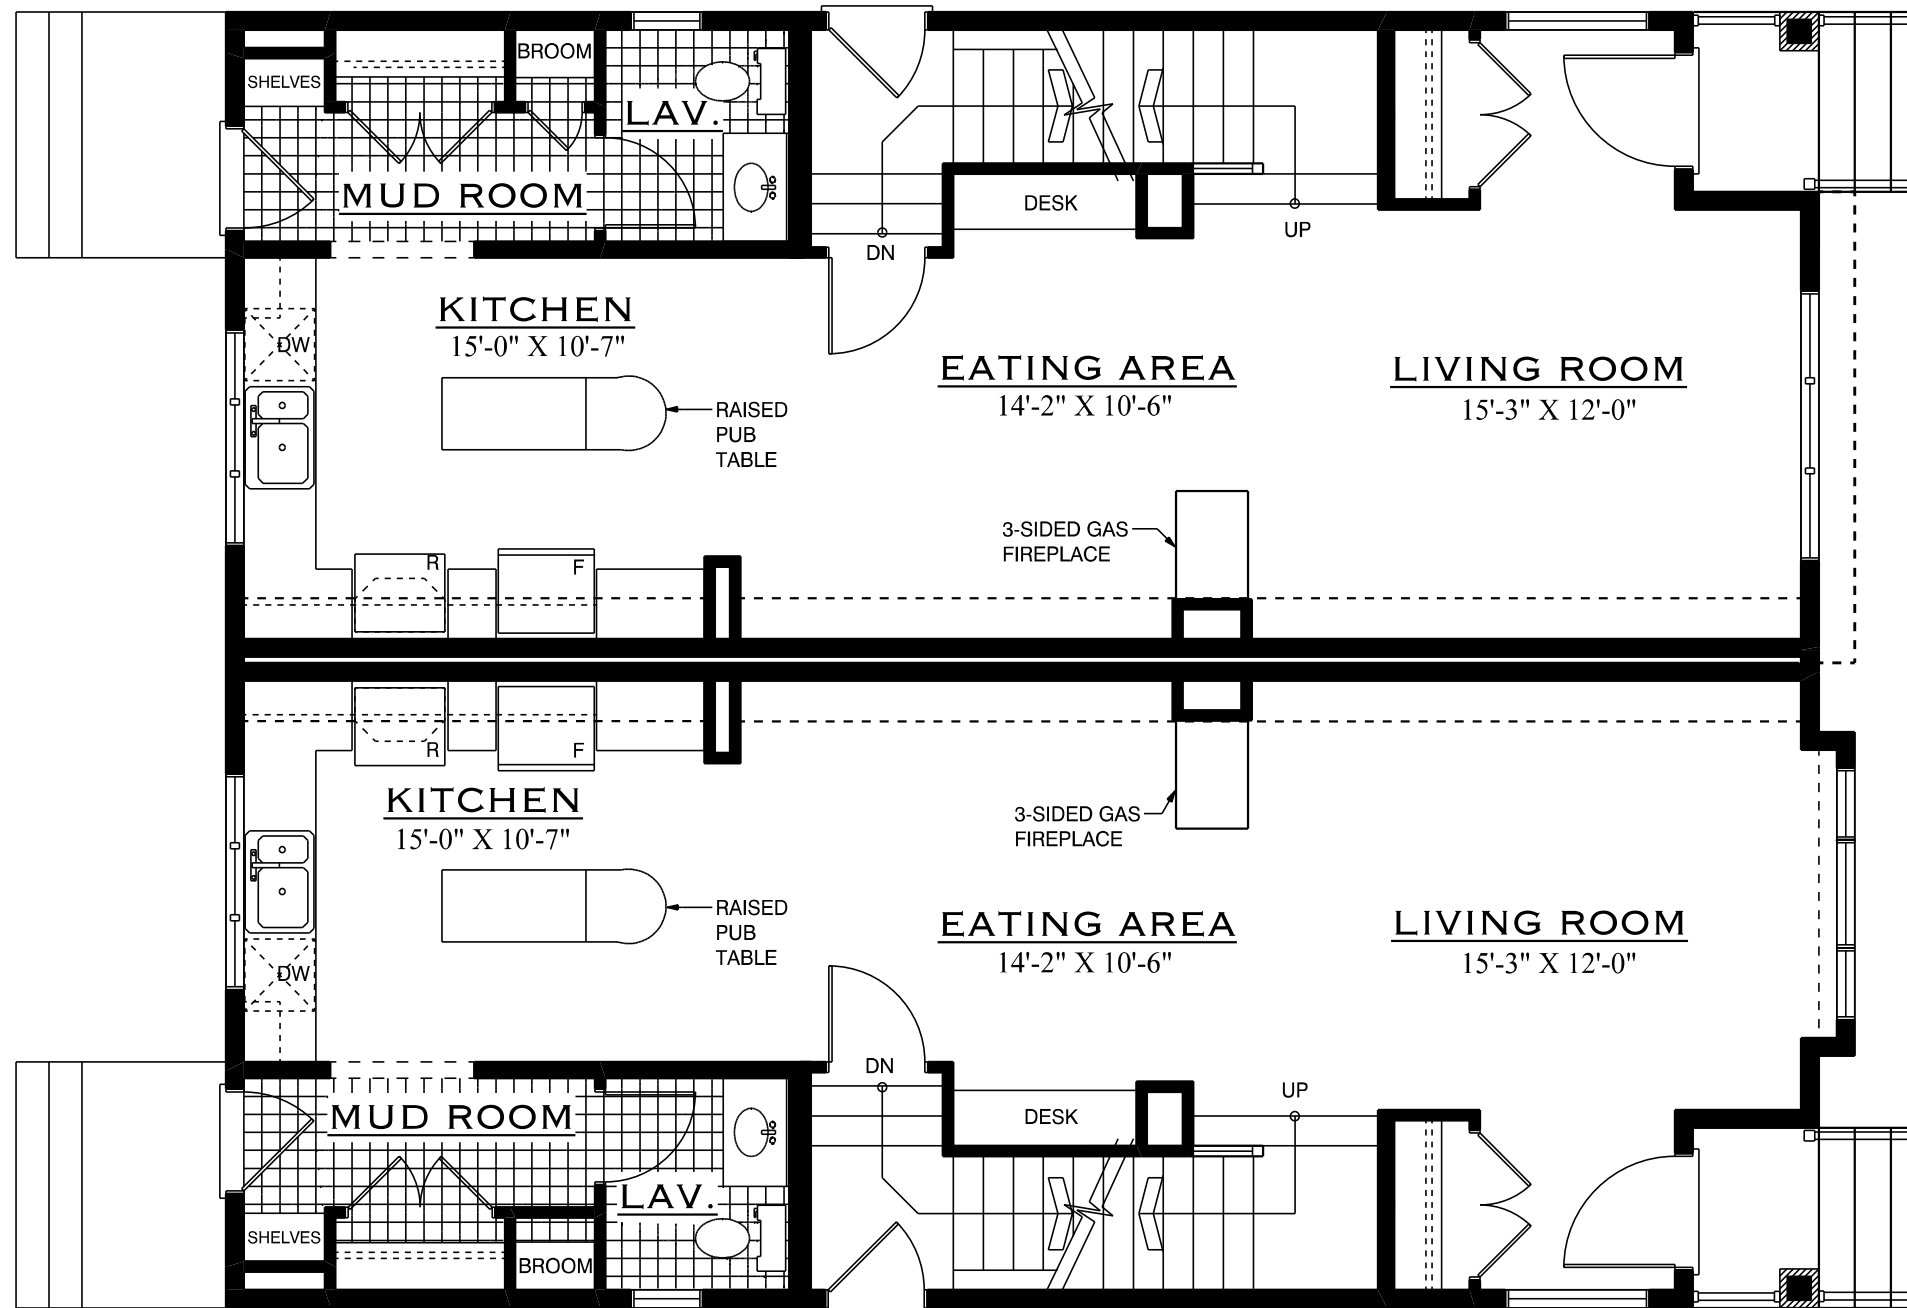 BROOM
SHELVES
LAV.
MUD ROOM
DESK
UP
DN
KITCHEN
15'-0" X 10'-7"
DW
EATING AREA
14'-2" X 10'-6"
LIVING ROOM
15'-3" X 12'-0"
RAISED
PUB
TABLE
3-SIDED GAS
FIREPLACE
R
F
R
F
KITCHEN
15'-0" X 10'-7"
3-SIDED GAS
FIREPLACE
RAISED
PUB
TABLE
EATING AREA
14'-2" X 10'-6"
LIVING ROOM
15'-3" X 12'-0"
DW
DN
UP
MUD ROOM
DESK
LAV.
SHELVES
BROOM